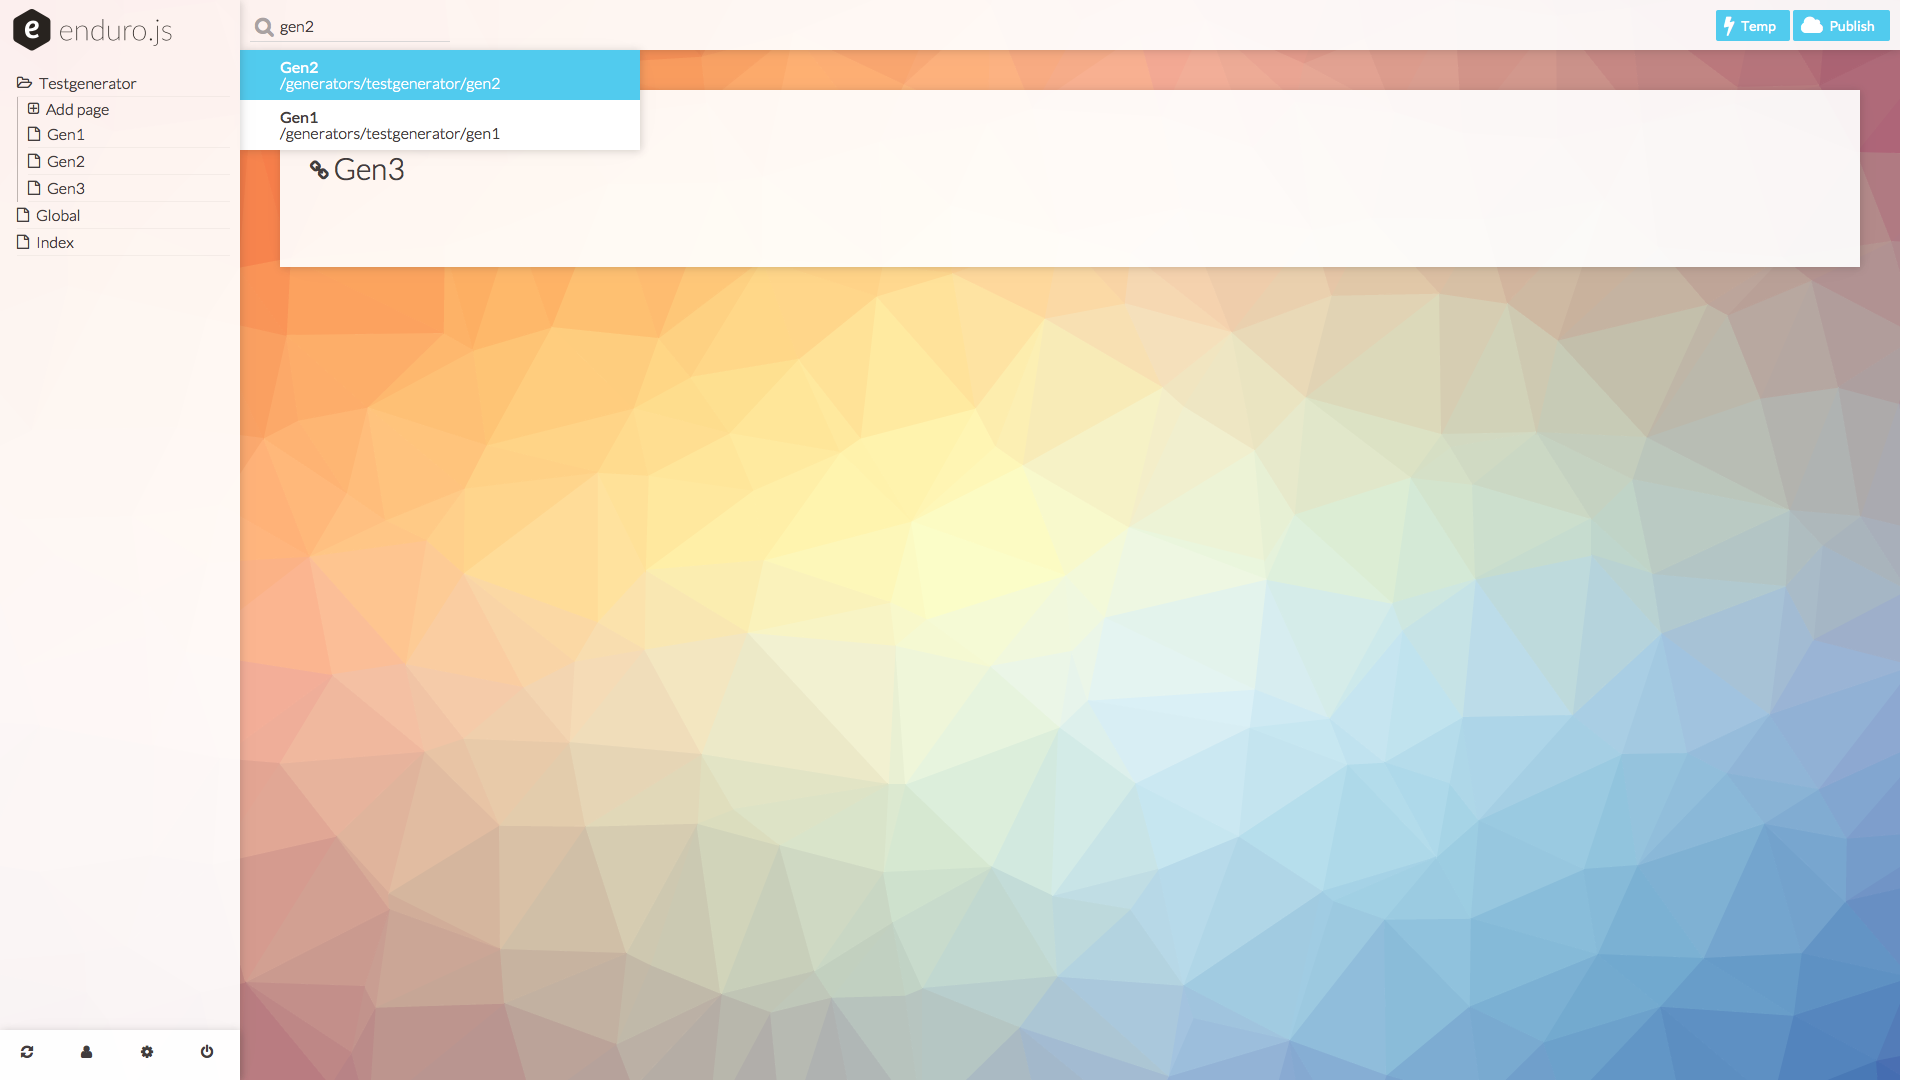 enduro.js
gen2
Temp
Publish
Testgenerator
Add page
Gen1
Gen2
Gen3
Global
Index
Gen2
/generators/testgenerator/gen2
Gen1
/generators/testgenerator/gen1
Gen3